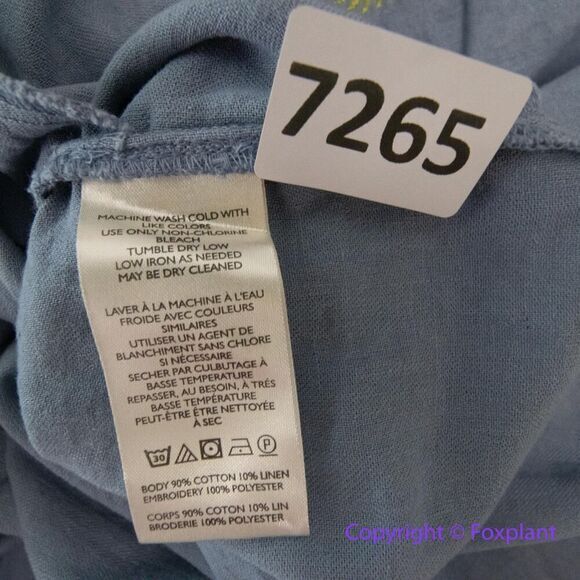 7265
MACHINE WASH COLD WITH
LIKE COLORS
USE ONLY NON-CHLORINE
BLEACH
TUMBLE DRY LOW
LOW IRON AS NEEDED
MAY BE DRY CLEANED
LAVER À LA MACHINE À L'EAU
FROIDE AVEC COULEURS
SIMILAIRES
UTILISER UN AGENT DE
BLANCHIMENT SANS CHLORE
SI NÉCESSAIRE
SECHER PAR CULBUTAGE À
BASSE TEMPERATURE
REPASSER, AU BESOIN, À TRÉS
BASSE TEMPÉRATURE
PEUT-ÊTRE ÊTRE NETTOYÉE
À SEC
30 P
BODY 90% COTTON 10% LINEN
EMBROIDERY 100% POLYESTER
CORPS 90% COTON 10% LIN
BRODERIE 100% POLYESTER
Copyright © Foxplant